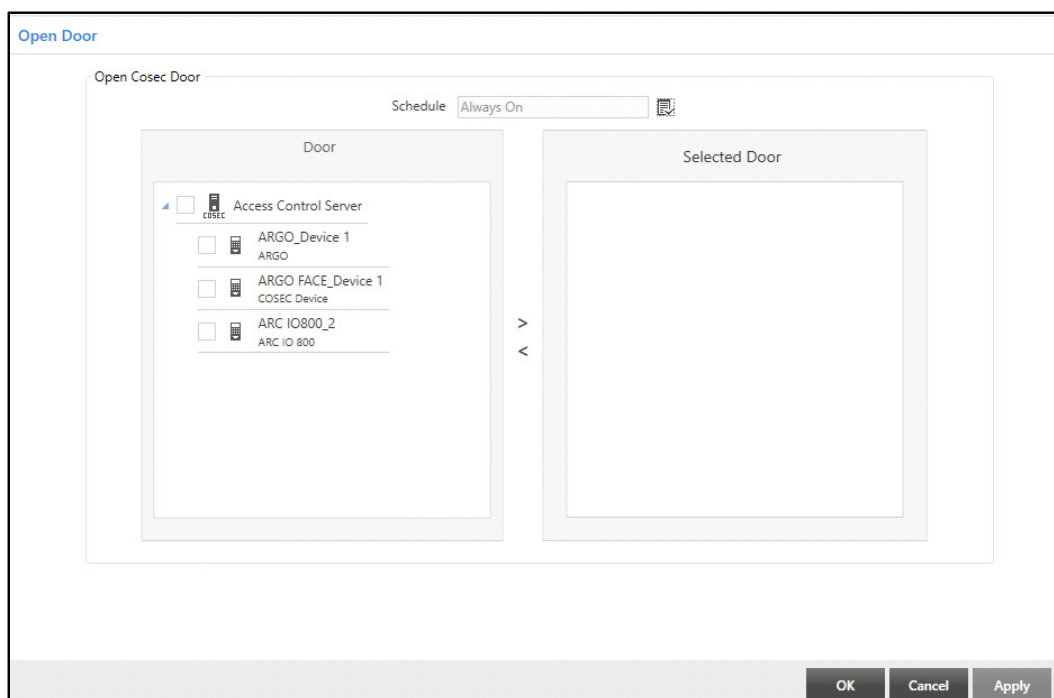 Open Door
Open Cosec Door
Schedule Always On
Door
COSEC Access Control Server
ARGO_Device 1
ARGO
ARGO FACE_Device 1
COSEC Device
ARC IO800_2
ARC IO 800
>
<
Selected Door
OK Cancel Apply